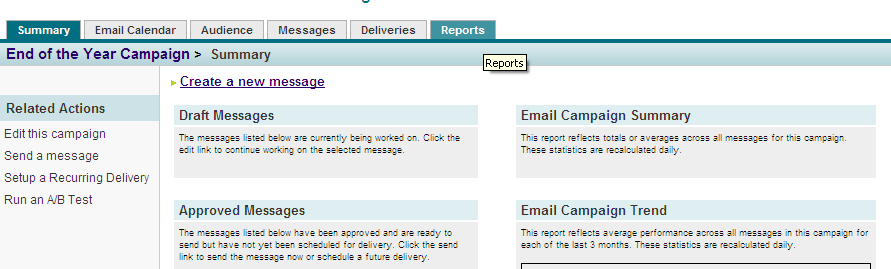 Summary
Email Calendar
Audience
Messages
Deliveries
Reports
End of the Year Campaign > Summary
Reports
Create a new message
Related Actions
Edit this campaign
Send a message
Setup a Recurring Delivery
Run an A/B Test
Draft Messages
The messages listed below are currently being worked on. Click the
edit link to continue working on the selected message.
Email Campaign Summary
This report reflects totals or averages across all messages for this campaign.
These statistics are recalculated daily.
Approved Messages
The messages listed below have been approved and are ready to
send but have not yet been scheduled for delivery. Click the send
link to send the message now or schedule a future delivery.
Email Campaign Trend
This report reflects average performance across all messages in this campaign for
each of the last 3 months. These statistics are recalculated daily.